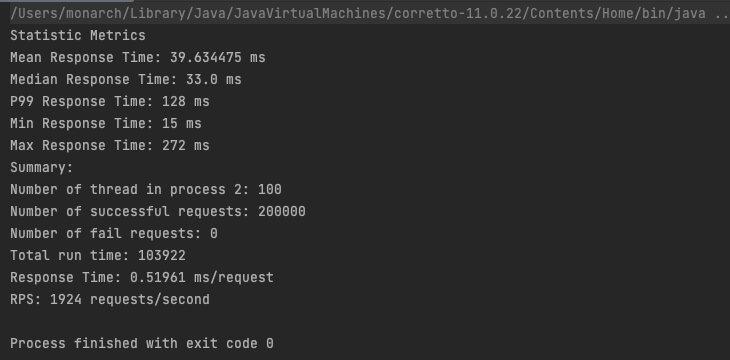 /Users/monarch/Library/Java/JavaVirtualMachines/corretto-11.0.22/Contents/Home/bin/java ...
Statistic Metrics
Mean Response Time: 39.634475 ms
Median Response Time: 33.0 ms
P99 Response Time: 128 ms
Min Response Time: 15 ms
Max Response Time: 272 ms
Summary:
Number of thread in process 2: 100
Number of successful requests: 200000
Number of fail requests: 0
Total run time: 103922
Response Time: 0.51961 ms/request
RPS: 1924 requests/second
Process finished with exit code 0